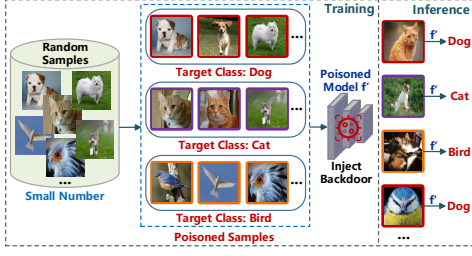 Training
Inference
Random
Samples
...
Small Number
...
Target Class: Dog
...
Target Class: Cat
...
Target Class: Bird
Poisoned Samples
Poisoned
Model f'
Inject
Backdoor
f'
Dog
f'
Cat
f'
Bird
f'
Dog
...